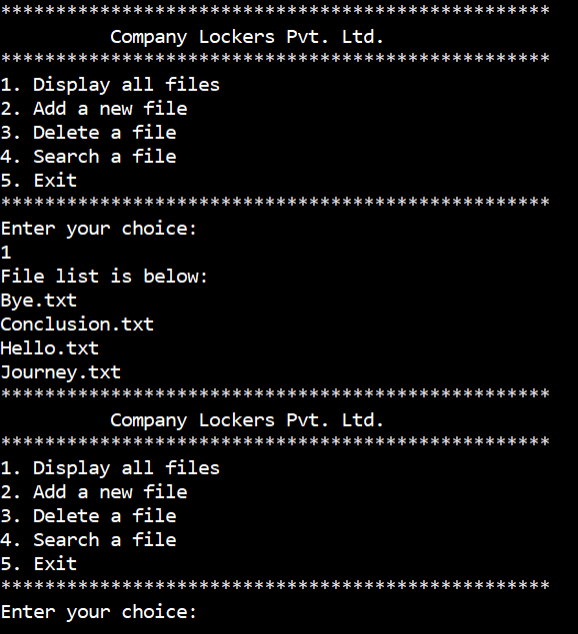 **************************************************
Company Lockers Pvt. Ltd.
**************************************************
1. Display all files
2. Add a new file
3. Delete a file
4. Search a file
5. Exit
**************************************************
Enter your choice:
1
File list is below:
Bye.txt
Conclusion.txt
Hello.txt
Journey.txt
**************************************************
Company Lockers Pvt. Ltd.
**************************************************
1. Display all files
2. Add a new file
3. Delete a file
4. Search a file
5. Exit
**************************************************
Enter your choice: